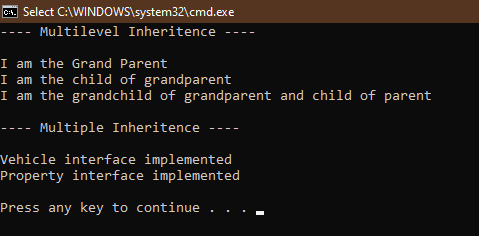 Select C:\WINDOWS\system32\cmd.exe
---- Multilevel Inheritence ----
I am the Grand Parent
I am the child of grandparent
I am the grandchild of grandparent and child of parent
---- Multiple Inheritence ----
Vehicle interface implemented
Property interface implemented
Press any key to continue . . .